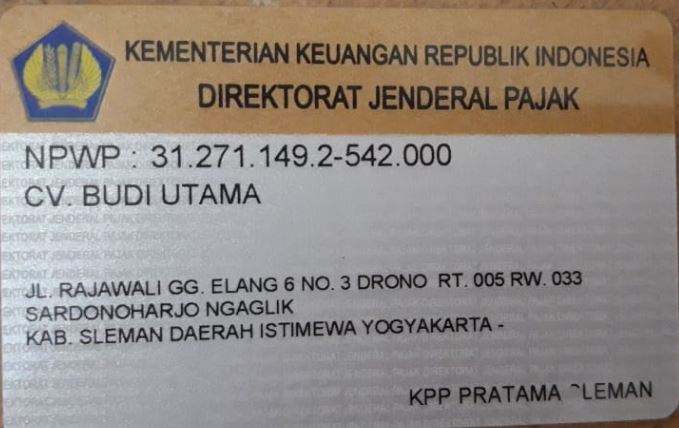 KEMENTERIAN KEUANGAN REPUBLIK INDONESIA
DIREKTORAT JENDERAL PAJAK
NPWP : 31.271.149.2-542.000
CV. BUDI UTAMA
JL. RAJAWALI GG. ELANG 6 NO. 3 DRONO RT. 005 RW. 033
SARDONOHARJO NGAGLIK
KAB. SLEMAN DAERAH ISTIMEWA YOGYAKARTA -
KPP PRATAMA SLEMAN